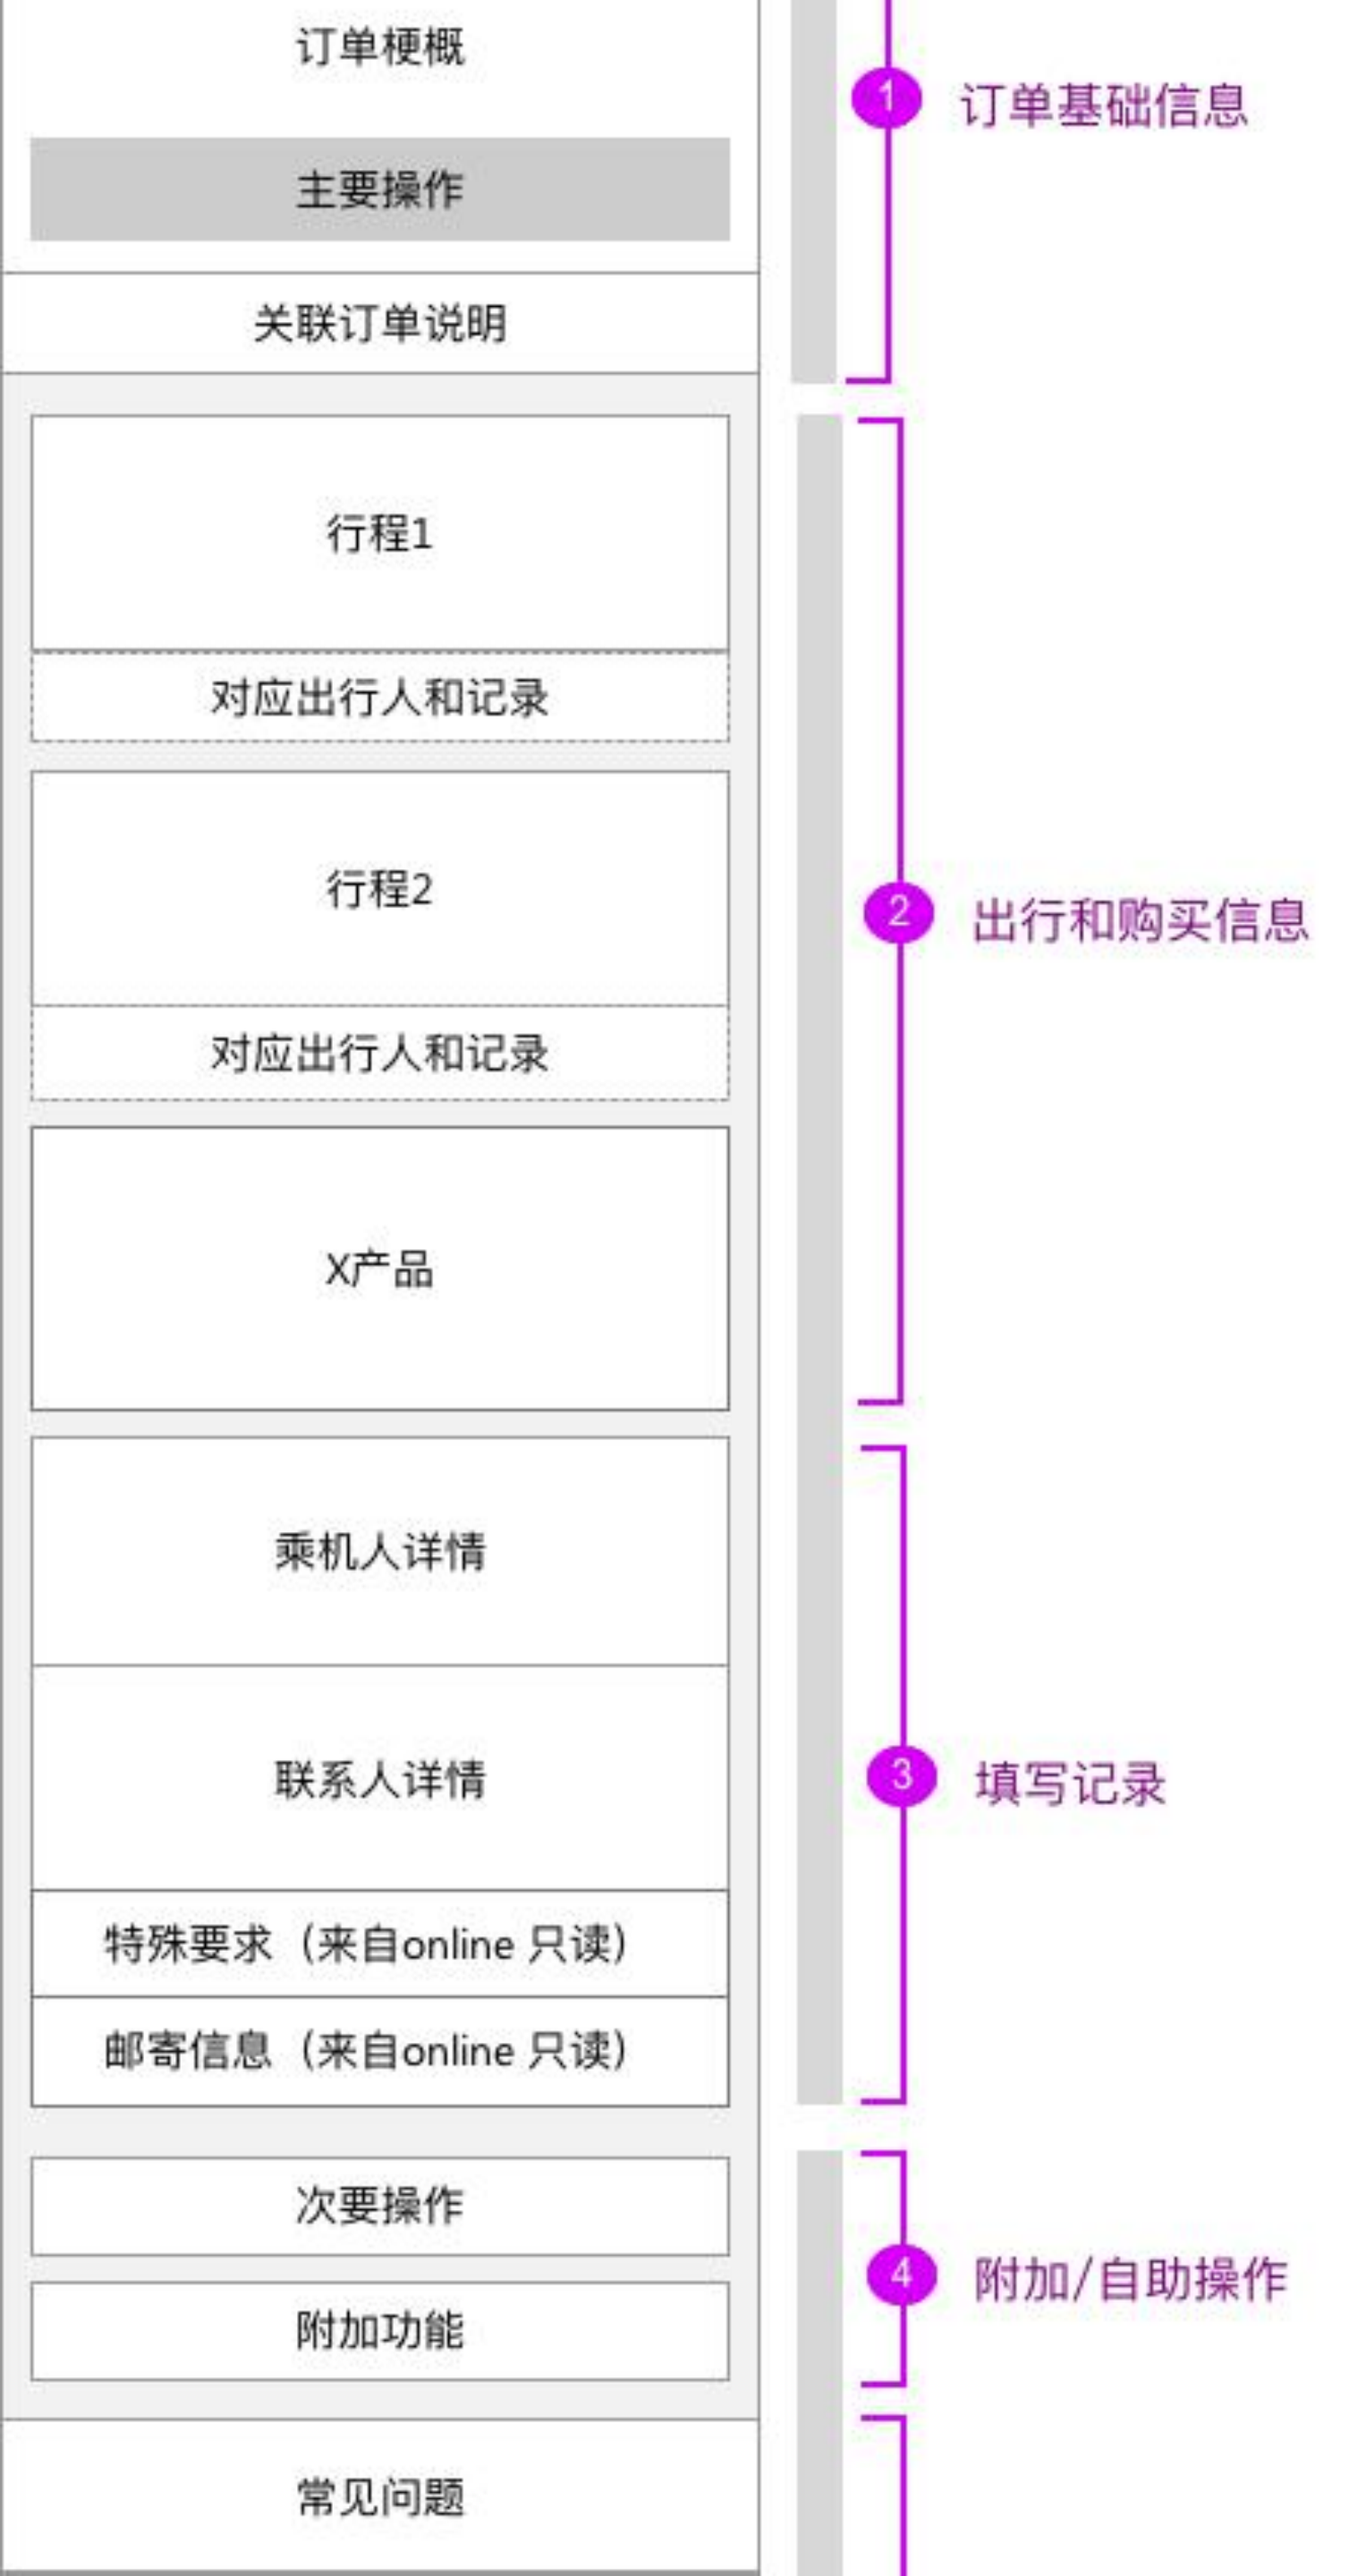 订单梗概
主要操作
关联订单说明
1 订单基础信息
行程1
对应出行人和记录
行程2
对应出行人和记录
X产品
2 出行和购买信息
乘机人详情
联系人详情
特殊要求（来自online 只读）
邮寄信息（来自online 只读）
3 填写记录
次要操作
附加功能
4 附加/自助操作
常见问题